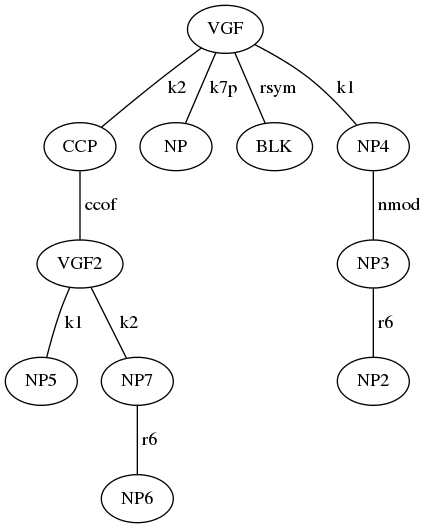 VGF
k2 k7p rsym k1
CCP NP BLK NP4
ccof nmod
VGF2 NP3
k1 k2 r6
NP5 NP7 NP2
r6
NP6